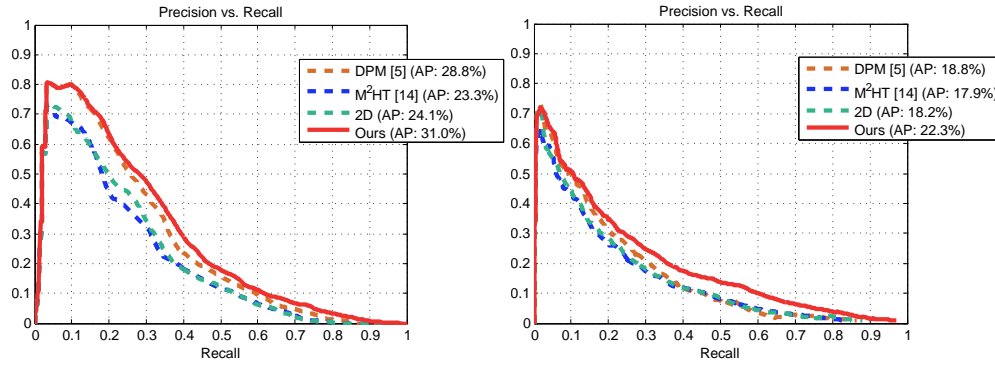 Precision vs. Recall
1
0.9
0.8
0.7
0.6
0.5
0.4
0.3
0.2
0.1
0
DPM [5] (AP: 28.8%)
M²HT [14] (AP: 23.3%)
2D (AP: 24.1%)
Ours (AP: 31.0%)
0 0.1 0.2 0.3 0.4 0.5 0.6 0.7 0.8 0.9 1
Recall
Precision vs. Recall
1
0.9
0.8
0.7
0.6
0.5
0.4
0.3
0.2
0.1
0
DPM [5] (AP: 18.8%)
M²HT [14] (AP: 17.9%)
2D (AP: 18.2%)
Ours (AP: 22.3%)
0 0.1 0.2 0.3 0.4 0.5 0.6 0.7 0.8 0.9 1
Recall